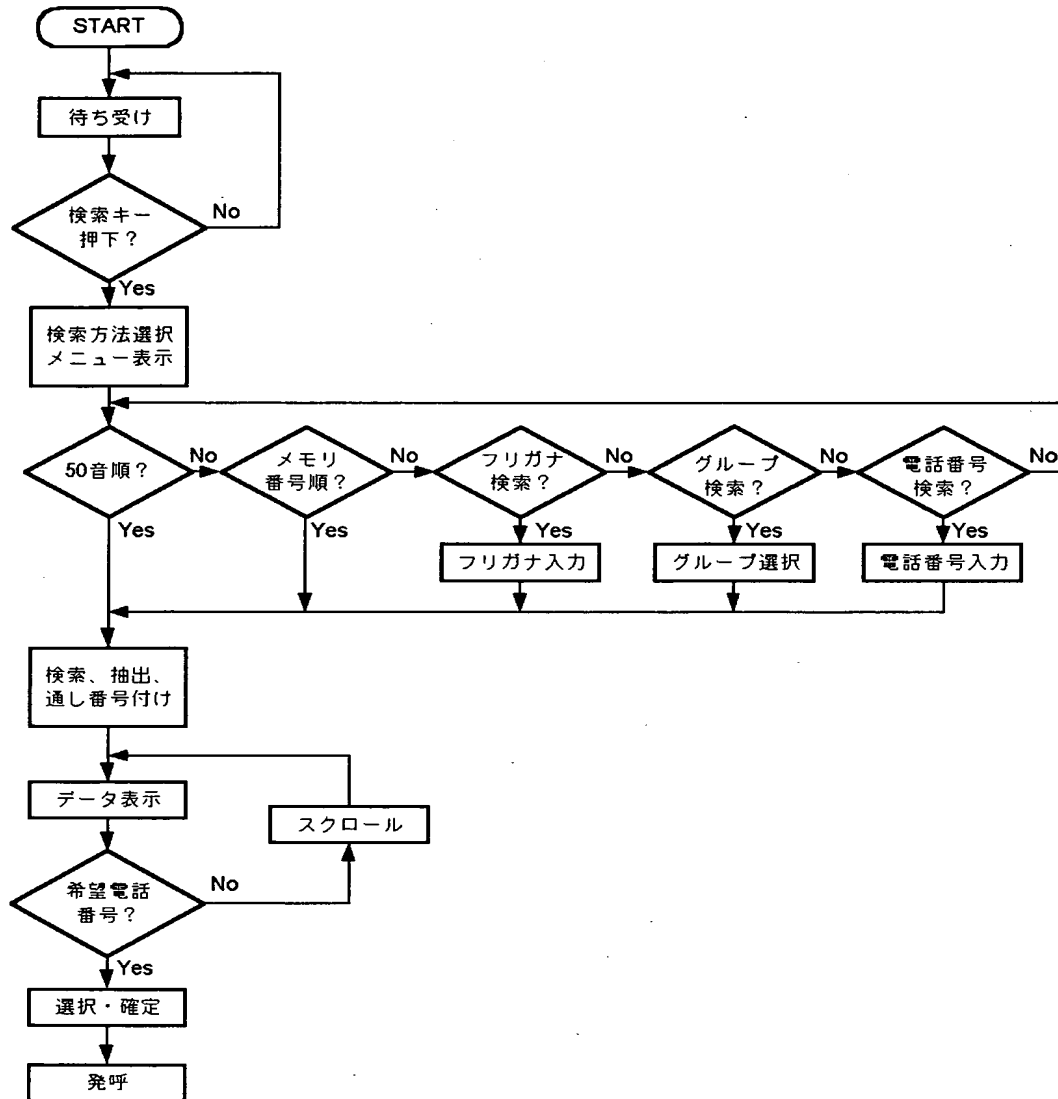 START
待ち受け
検索キー
押下？
No
Yes
検索方法選択
メニュー表示
50音順？
No
メモリ
番号順？
No
フリガナ
検索？
No
グループ
検索？
No
電話番号
検索？
No
Yes
Yes
Yes
Yes
Yes
フリガナ入力
グループ選択
電話番号入力
検索、抽出、
通し番号付け
データ表示
スクロール
希望電話
番号？
No
Yes
選択・確定
発呼